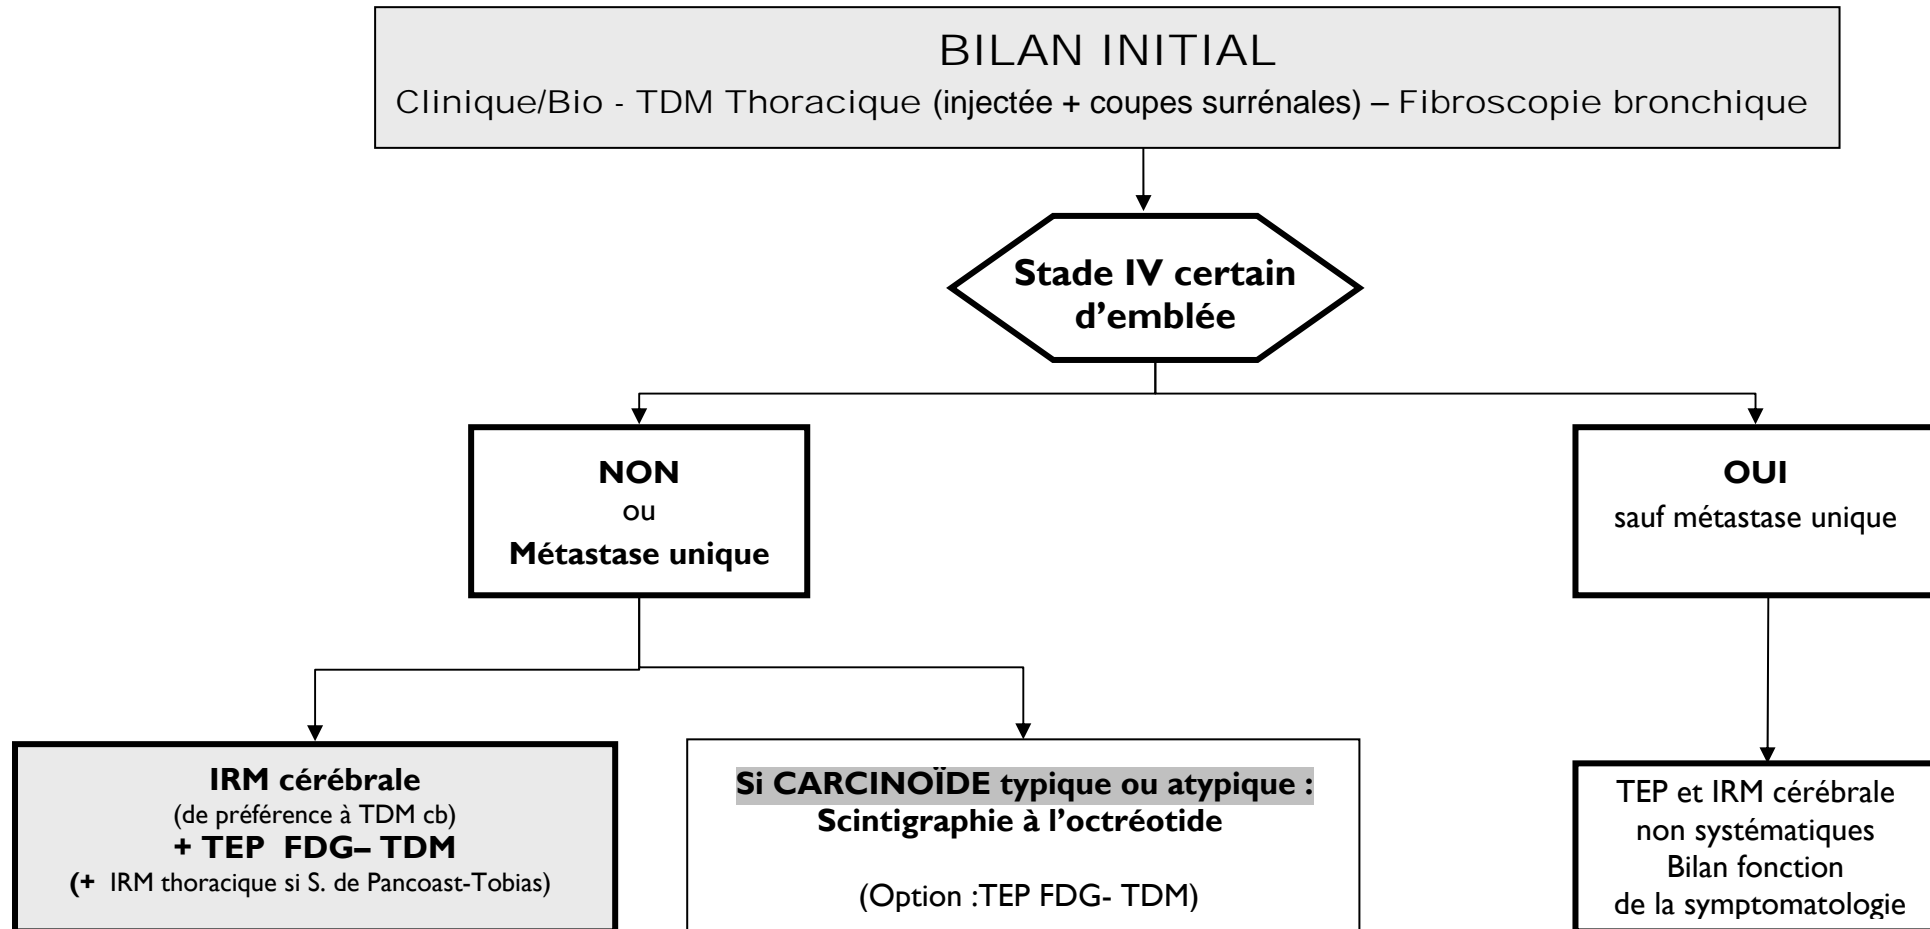 BILAN INITIAL
Clinique/Bio - TDM Thoracique (injectée + coupes surrénales) – Fibroscopie bronchique
Stade IV certain
d’emblée
NON
ou
Métastase unique
OUI
sauf métastase unique
IRM cérébrale
(de préférence à TDM cb)
+ TEP FDG– TDM
(+ IRM thoracique si S. de Pancoast-Tobias)
Si CARCINOÏDE typique ou atypique :
Scintigraphie à l’octréotide
(Option :TEP FDG- TDM)
TEP et IRM cérébrale
non systématiques
Bilan fonction
de la symptomatologie